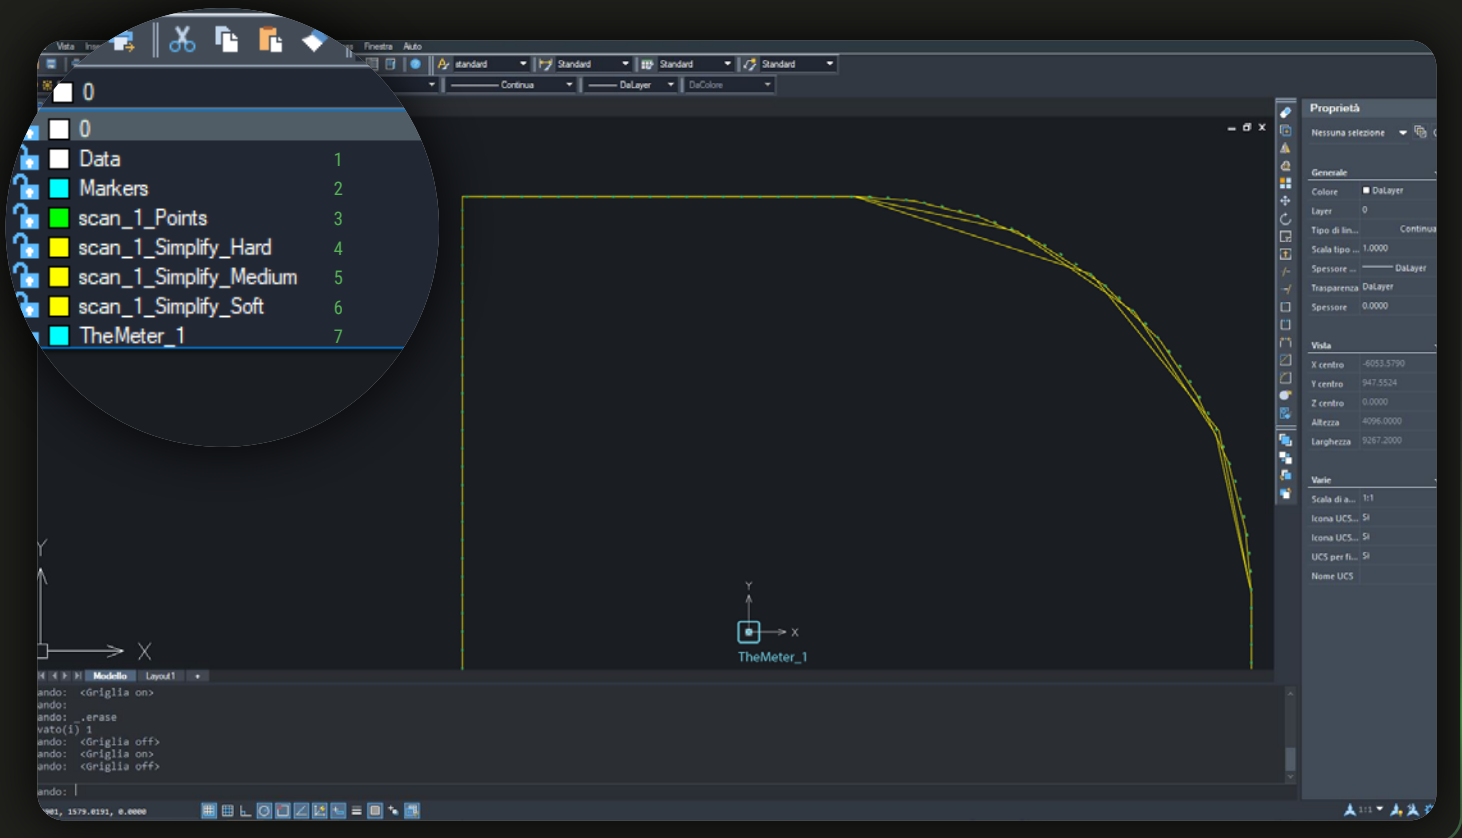 Vista
Finestra Aiuto
standard Standard Standard Standard
0 Continua DaLayer DaColore
0
Data 1
Markers 2
scan_1_Points 3
scan_1_Simplify_Hard 4
scan_1_Simplify_Medium 5
scan_1_Simplify_Soft 6
TheMeter_1 7
Proprietà
Nessuna selezione
Generale
Colore DaLayer
Layer 0
Tipo di lin... Continua
Scala tipo ... 1.0000
Spessore ... DaLayer
Trasparenza DaLayer
Spessore 0.0000
Vista
X centro -6053.5790
Y centro 947.5524
Z centro 0.0000
Altezza 4096.0000
Larghezza 9267.2000
Varie
Scala di a... 1:1
Icona UCS... Sì
Icona UCS... Sì
UCS per fi... Sì
Nome UCS
Y
X
Y
X
TheMeter_1
Modello Layout1 +
ando: <Griglia on>
ando:
ando: _.erase
vato(i) 1
ando: <Griglia off>
ando: <Griglia on>
ando: <Griglia off>
ando:
1579.0191, 0.0000 1:1